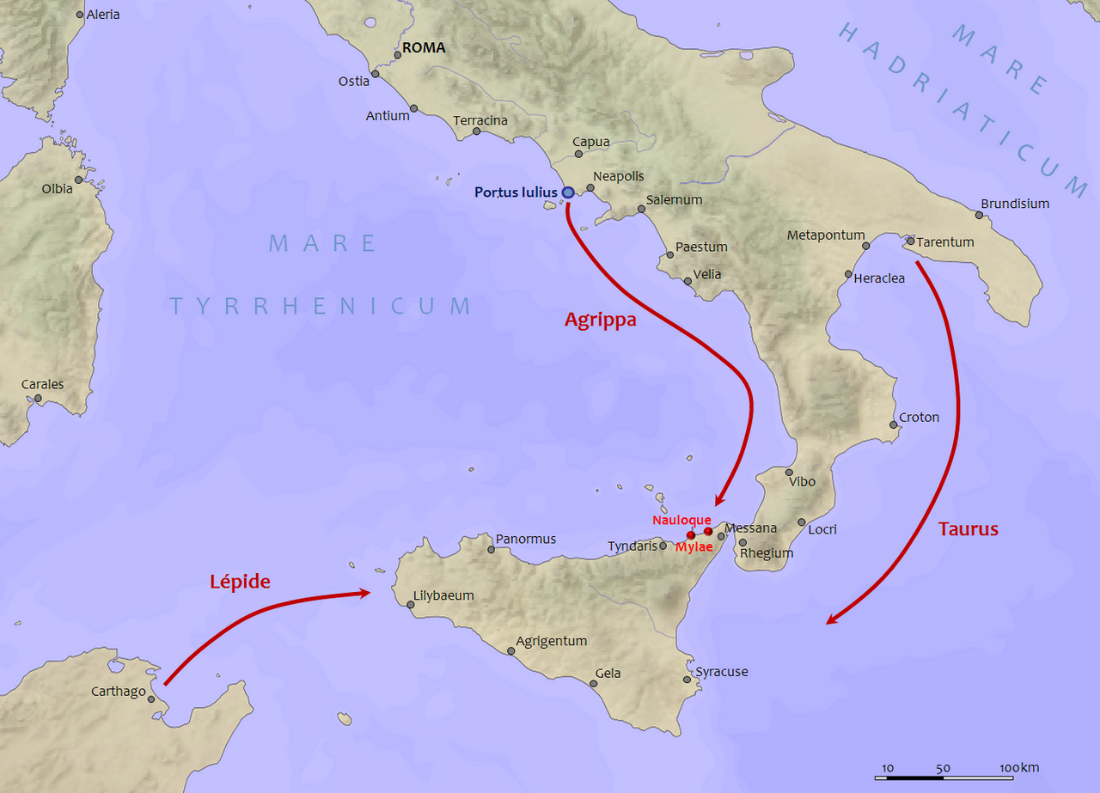 Aleria
ROMA
Ostia
Antium
Terracina
Capua
Neapolis
Portus Iulius
Salernum
Paestum
Velia
Metapontum
Tarentum
Brundisium
Heraclea
MARE
HADRIATICUM
Olbia
MARE
TYRRHENICUM
Agrippa
Carales
Croton
Vibo
Locri
Taurus
Nauloque
Messana
Mylae
Tyndaris
Rhegium
Panormus
Lépide
Lilybaeum
Agrigentum
Gela
Syracuse
Carthago
10 50 100km